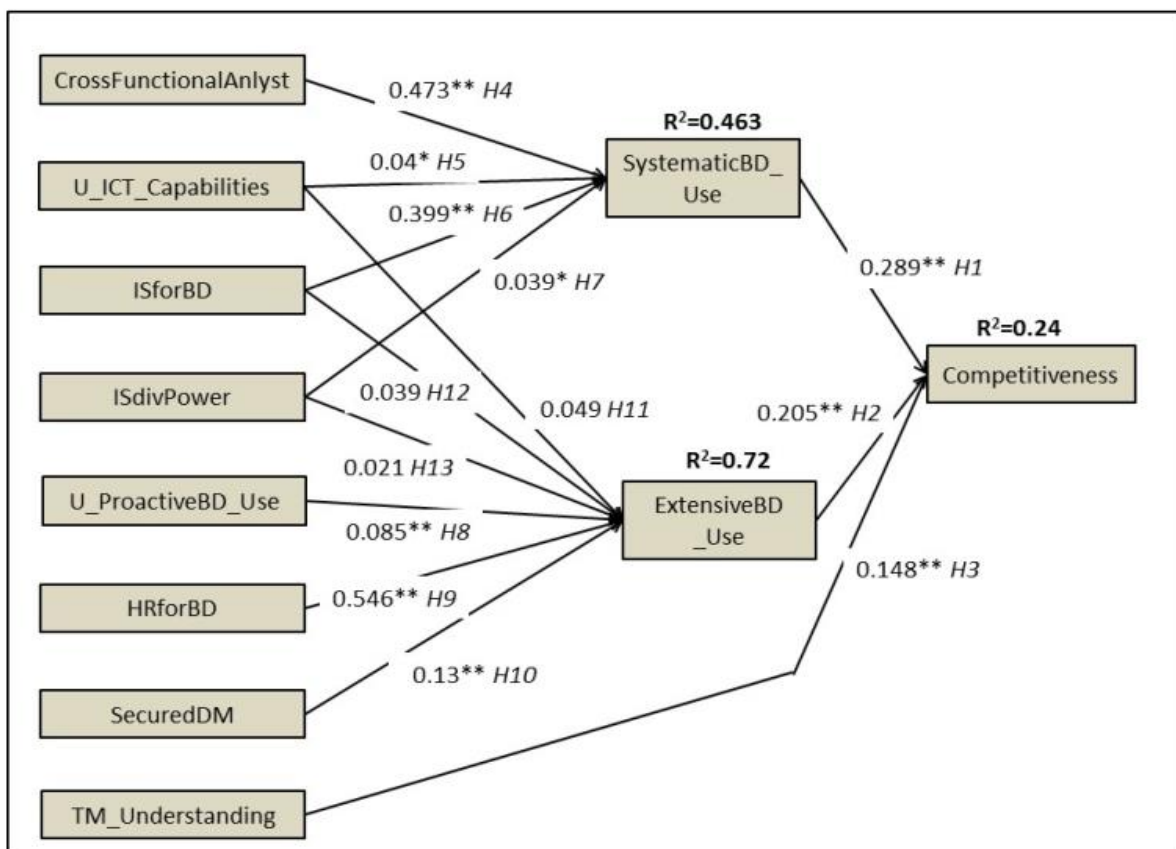 CrossFunctionalAnlyst
U_ICT_Capabilities
ISforBD
ISdivPower
U_ProactiveBD_Use
HRforBD
SecuredDM
TM_Understanding
0.473** H4
0.04* H5
0.399** H6
0.039* H7
0.039 H12
0.049 H11
0.021 H13
0.085** H8
0.546** H9
0.13** H10
R²=0.463
SystematicBD_
Use
R²=0.72
ExtensiveBD
_Use
0.289** H1
0.205** H2
0.148** H3
R²=0.24
Competitiveness